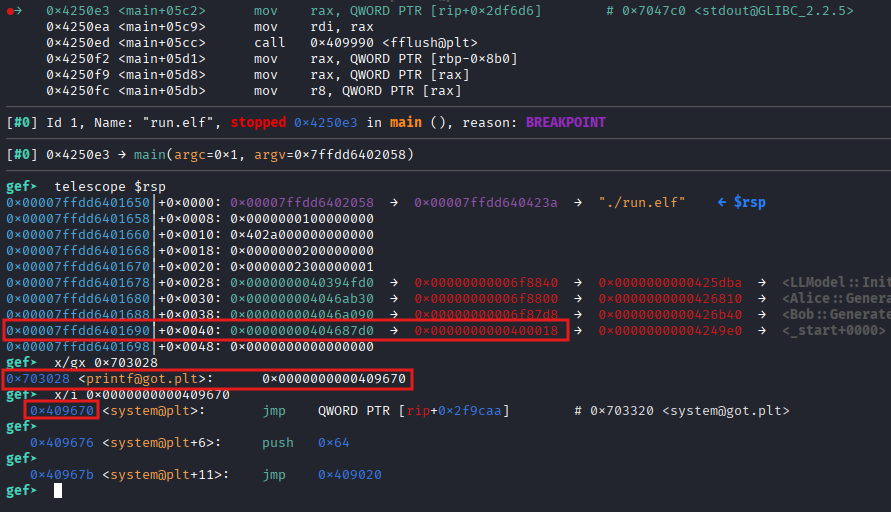 ●→ 0x4250e3 <main+05c2> mov rax, QWORD PTR [rip+0x2df6d6] # 0x7047c0 <stdout@GLIBC_2.2.5>
0x4250ea <main+05c9> mov rdi, rax
0x4250ed <main+05cc> call 0x409990 <fflush@plt>
0x4250f2 <main+05d1> mov rax, QWORD PTR [rbp-0x8b0]
0x4250f9 <main+05d8> mov rax, QWORD PTR [rax]
0x4250fc <main+05db> mov r8, QWORD PTR [rax]
[#0] Id 1, Name: "run.elf", stopped 0x4250e3 in main (), reason: BREAKPOINT
[#0] 0x4250e3 → main(argc=0x1, argv=0x7ffdd6402058)
gef➤ telescope $rsp
0x00007ffdd6401650│+0x0000: 0x00007ffdd6402058 → 0x00007ffdd640423a → "./run.elf" ← $rsp
0x00007ffdd6401658│+0x0008: 0x0000000100000000
0x00007ffdd6401660│+0x0010: 0x402a000000000000
0x00007ffdd6401668│+0x0018: 0x0000000200000000
0x00007ffdd6401670│+0x0020: 0x0000002300000001
0x00007ffdd6401678│+0x0028: 0x0000000040394fd0 → 0x00000000006f8840 → 0x0000000000425dba → <LLModel::Init
0x00007ffdd6401680│+0x0030: 0x000000004046ab30 → 0x00000000006f8800 → 0x0000000000426810 → <Alice::Genera
0x00007ffdd6401688│+0x0038: 0x000000004046a090 → 0x00000000006f87d8 → 0x0000000000426b40 → <Bob::Generate
0x00007ffdd6401690│+0x0040: 0x00000000404687d0 → 0x0000000000400018 → 0x00000000004249e0 → <_start+0000>
0x00007ffdd6401698│+0x0048: 0x0000000000000000
gef➤ x/gx 0x703028
0x703028 <printf@got.plt>: 0x0000000000409670
gef➤ x/i 0x0000000000409670
0x409670 <system@plt>: jmp QWORD PTR [rip+0x2f9caa] # 0x703320 <system@got.plt>
gef➤
0x409676 <system@plt+6>: push 0x64
gef➤
0x40967b <system@plt+11>: jmp 0x409020
gef➤